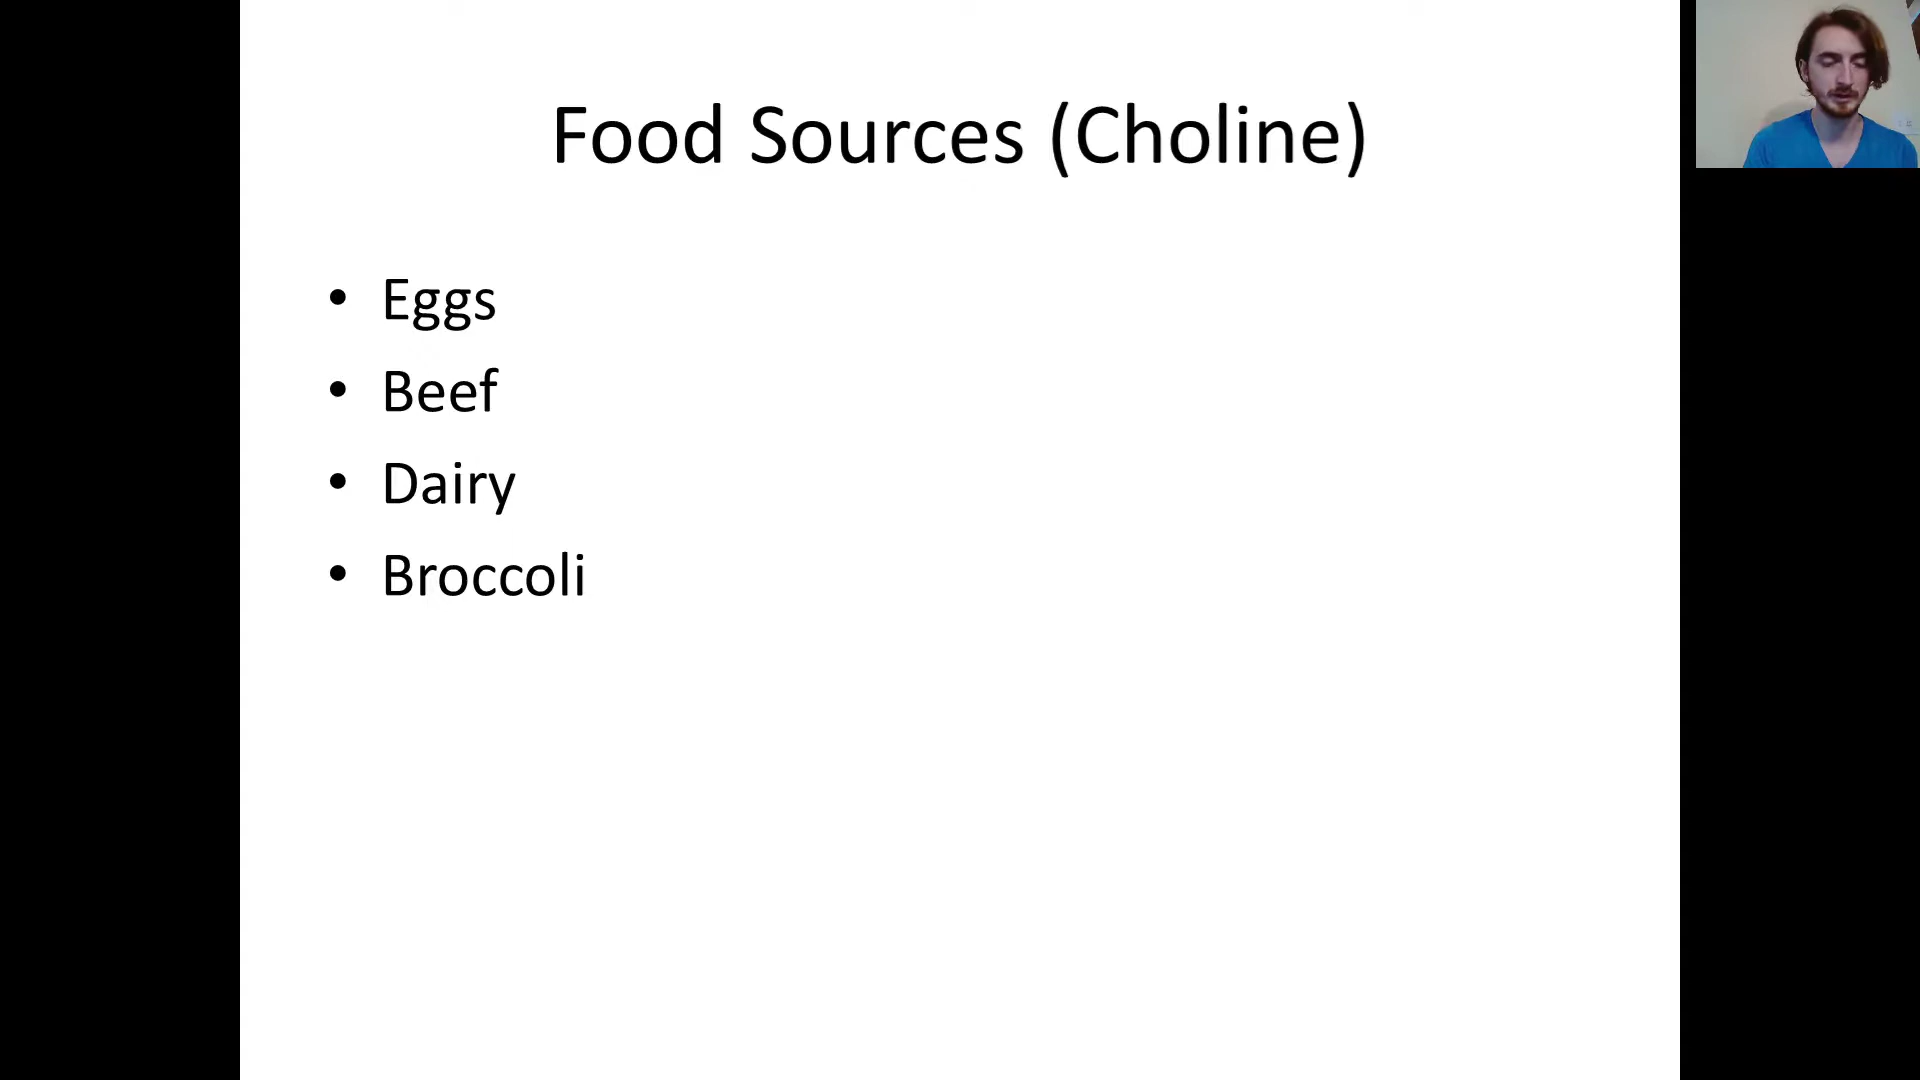 Food Sources (Choline)
• Eggs
• Beef
• Dairy
• Broccoli